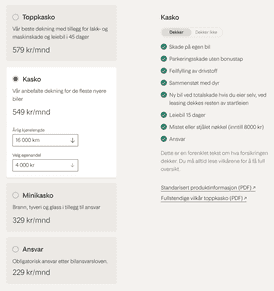 Toppkasko
Vår beste dekning med tillegg for lakk- og
maskinskade og leiebil i 45 dager
579 kr/mnd
Kasko
Vår anbefalte dekning for de fleste nyere
biler
549 kr/mnd
Årlig kjørelengde
16 000 km
Velg egenandel
4 000 kr
Minikasko
Brann, tyveri og glass i tillegg til ansvar
329 kr/mnd
Ansvar
Obligatorisk ansvar etter bilansvarsloven.
229 kr/mnd
Kasko
Dekker
Dekker ikke
Skade på egen bil
Parkeringsskade uten bonustap
Feilfylling av drivstoff
Sammenstøt med dyr
Ny bil ved totalskade hvis du eier selv, ved
leasing dekkes resten av startleien
Leiebil 15 dager
Mistet eller stjålet nøkkel (inntil 8000 kr)
Ansvar
Dette er en forenklet tekst om hva forsikringen
dekker. Du må alltid lese vilkårene for å få full
oversikt.
Standarisert produktinformasjon (PDF)
Fullstendige vilkår toppkasko (PDF)